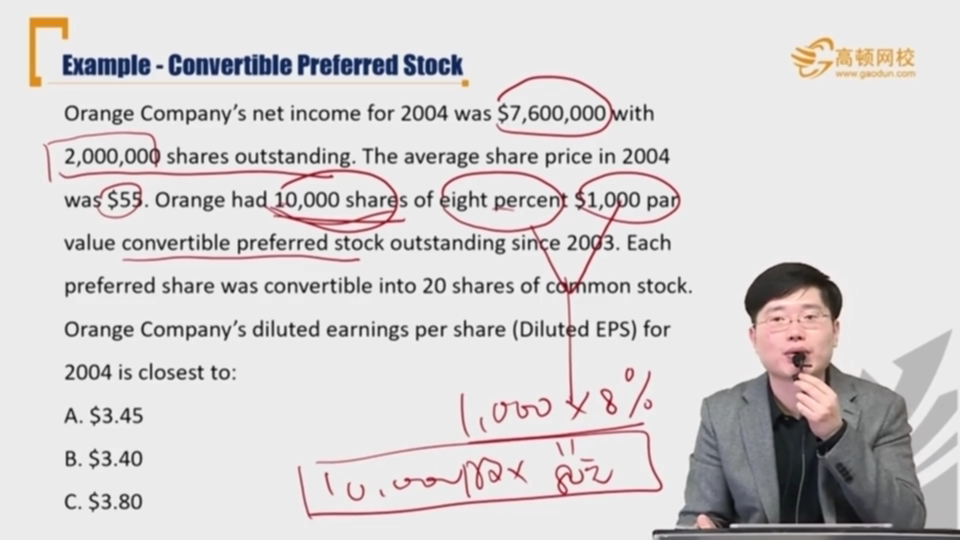 Example - Convertible Preferred Stock
高顿网校
www.gaodun.com
Orange Company's net income for 2004 was $7,600,000 with
2,000,000 shares outstanding. The average share price in 2004
was $55. Orange had 10,000 shares of eight percent $1,000 par
value convertible preferred stock outstanding since 2003. Each
preferred share was convertible into 20 shares of common stock.
Orange Company's diluted earnings per share (Diluted EPS) for
2004 is closest to:
A. $3.45
B. $3.40
C. $3.80
1,000 × 8%
10,000股 × 80元